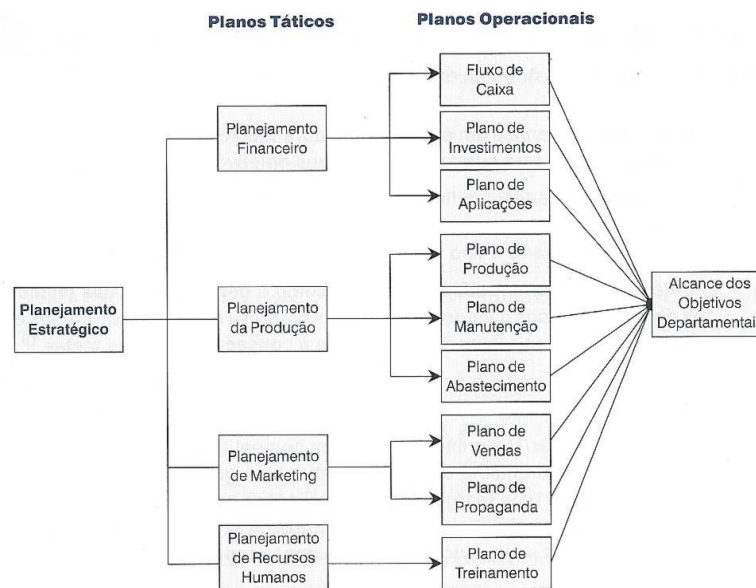 Planos Táticos
Planos Operacionais
Fluxo de
Caixa
Planejamento
Financeiro
Plano de
Investimentos
Plano de
Aplicações
Plano de
Produção
Planejamento
Estratégico
Planejamento
da Produção
Plano de
Manutenção
Alcance dos
Objetivos
Departamentai
Plano de
Abastecimento
Plano de
Vendas
Planejamento
de Marketing
Plano de
Propaganda
Planejamento
de Recursos
Humanos
Plano de
Treinamento